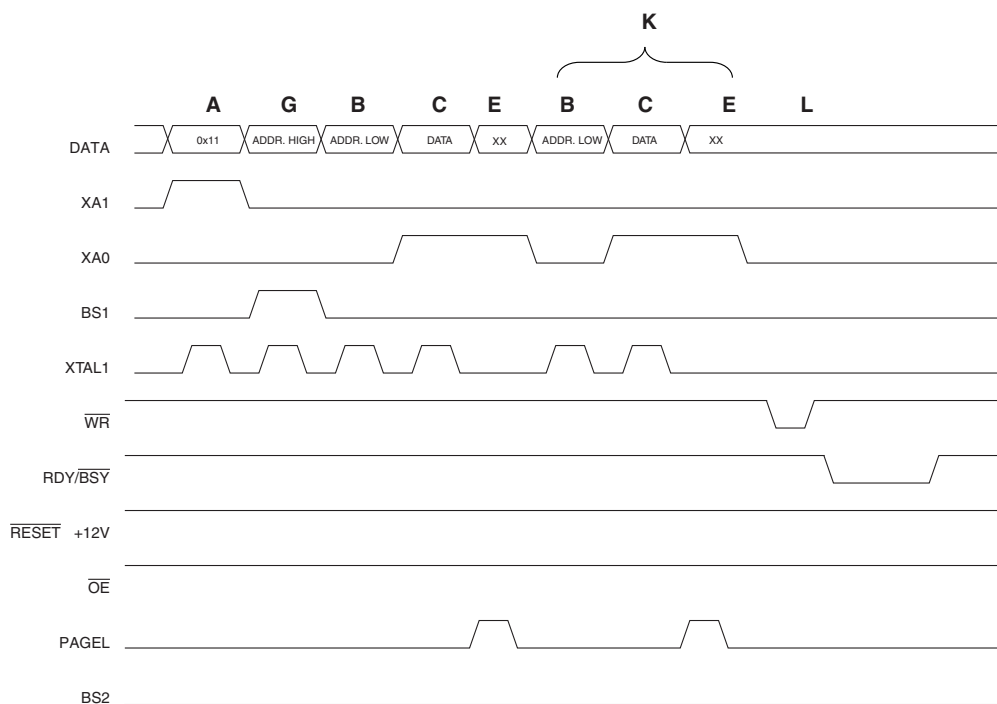 K
A G B C E B C E L
DATA 0x11 ADDR. HIGH ADDR. LOW DATA XX ADDR. LOW DATA XX
XA1
XA0
BS1
XTAL1
WR
RDY/BSY
RESET +12V
OE
PAGEL
BS2